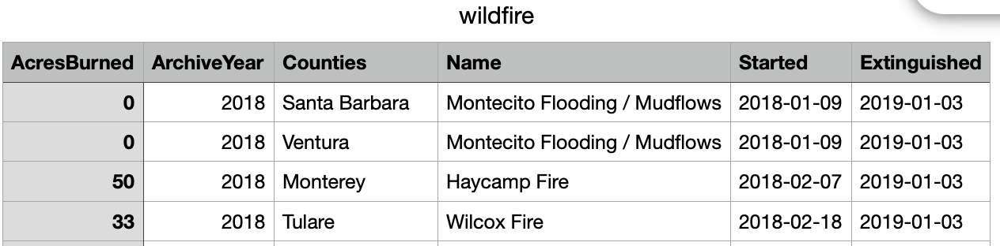 wildfire
AcresBurned ArchiveYear Counties Name Started Extinguished
0 2018 Santa Barbara Montecito Flooding / Mudflows 2018-01-09 2019-01-03
0 2018 Ventura Montecito Flooding / Mudflows 2018-01-09 2019-01-03
50 2018 Monterey Haycamp Fire 2018-02-07 2019-01-03
33 2018 Tulare Wilcox Fire 2018-02-18 2019-01-03